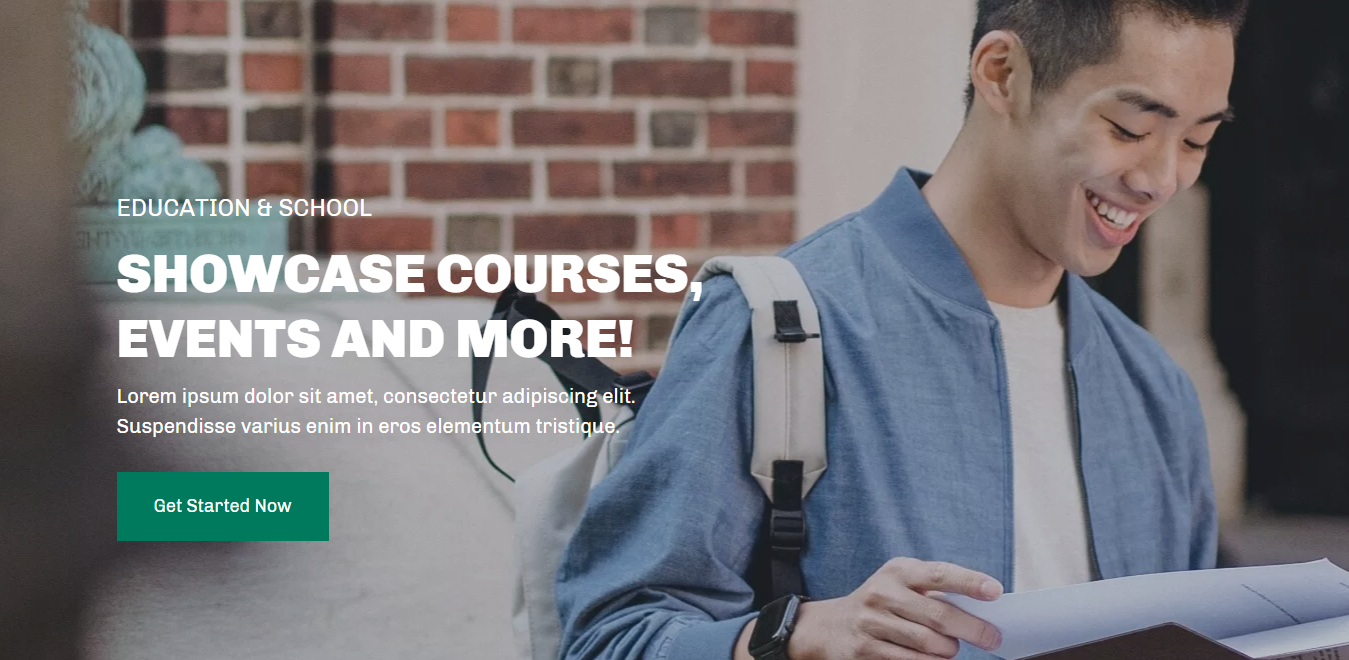 EDUCATION & SCHOOL
SHOWCASE COURSES,
EVENTS AND MORE!
Lorem ipsum dolor sit amet, consectetur adipiscing elit.
Suspendisse varius enim in eros elementum tristique.
Get Started Now